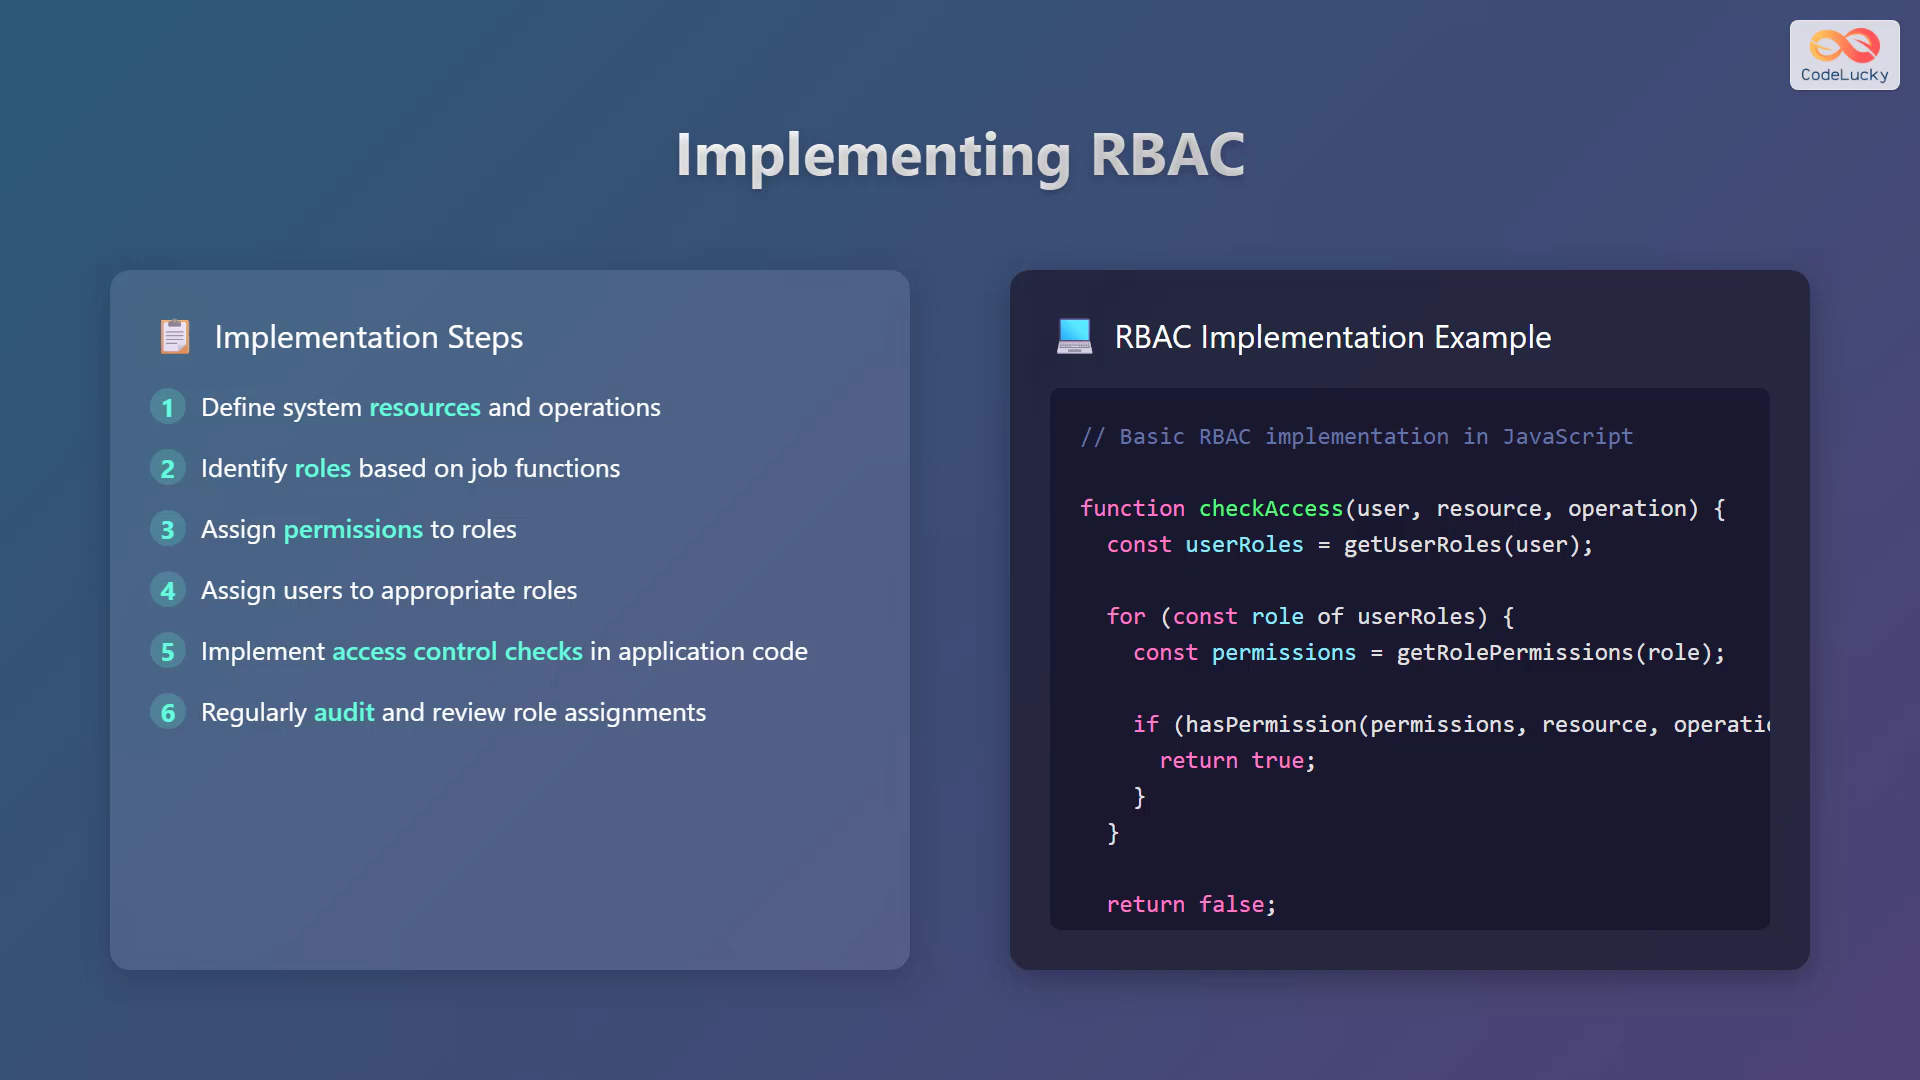 CodeLucky
Implementing RBAC
Implementation Steps
1 Define system resources and operations
2 Identify roles based on job functions
3 Assign permissions to roles
4 Assign users to appropriate roles
5 Implement access control checks in application code
6 Regularly audit and review role assignments
RBAC Implementation Example
// Basic RBAC implementation in JavaScript
function checkAccess(user, resource, operation) {
  const userRoles = getUserRoles(user);
  for (const role of userRoles) {
    const permissions = getRolePermissions(role);
    if (hasPermission(permissions, resource,
      return true;
    }
  }
  return false;